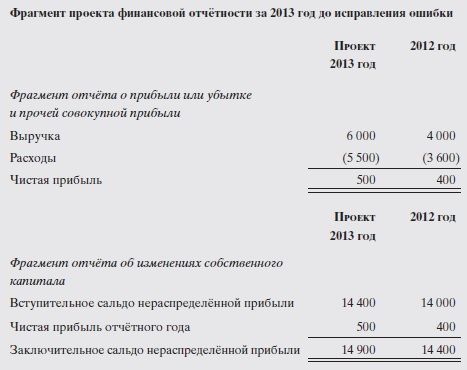 Фрагмент проекта финансовой отчётности за 2013 год до исправления ошибки
Проект 2012 год
2013 год
Фрагмент отчёта о прибыли или убытке
и прочей совокупной прибыли
Выручка 6 000 4 000
Расходы (5 500) (3 600)
Чистая прибыль 500 400
Проект 2012 год
2013 год
Фрагмент отчёта об изменениях собственного
капитала
Вступительное сальдо нераспределённой прибыли 14 400 14 000
Чистая прибыль отчётного года 500 400
Заключительное сальдо нераспределённой прибыли 14 900 14 400